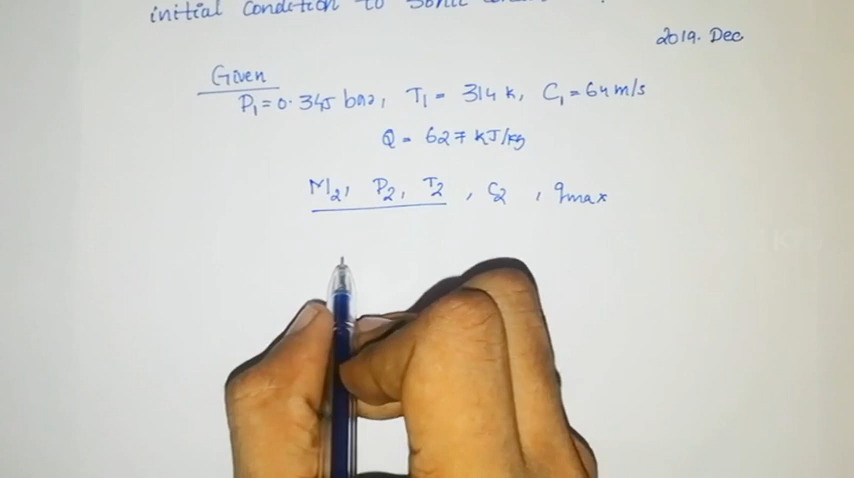 initial condition to sonic
2019. Dec
Given
P1 = 0.345 bar, T1 = 314 K, C1 = 64 m/s
Q = 627 KJ/kg
M2, P2, T2, C2, qmax